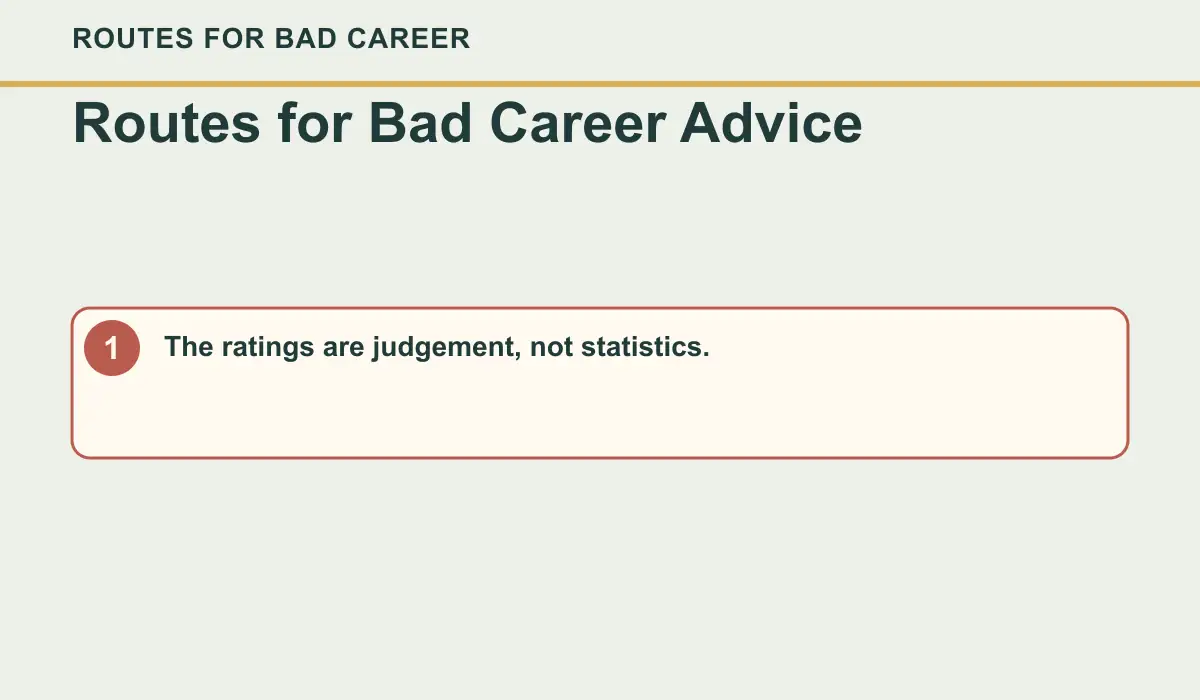 ROUTES FOR BAD CAREER
Routes for Bad Career Advice
1 The ratings are judgement, not statistics.